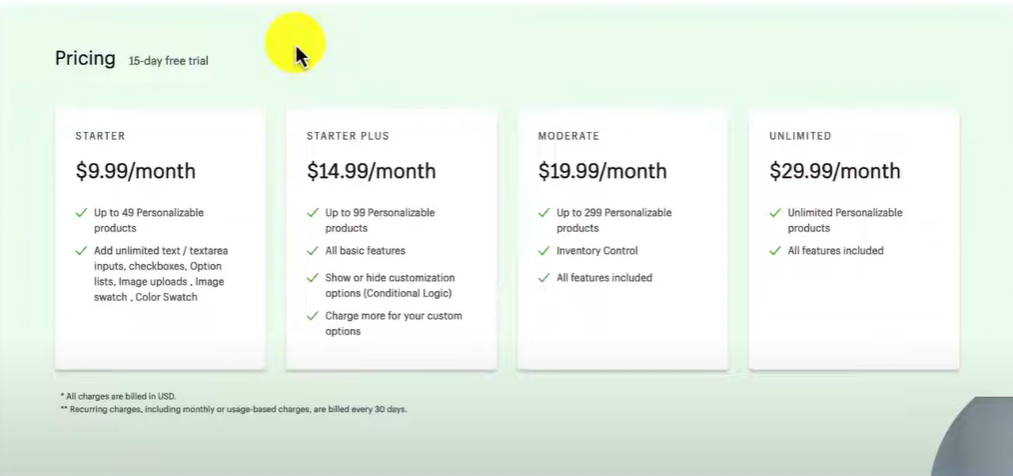 Pricing 15-day free trial
STARTER
$9.99/month
Up to 49 Personalizable
products
Add unlimited text / textarea
inputs, checkboxes, Option
lists, Image uploads , Image
swatch , Color Swatch
STARTER PLUS
$14.99/month
Up to 99 Personalizable
products
All basic features
Show or hide customization
options (Conditional Logic)
Charge more for your custom
options
MODERATE
$19.99/month
Up to 299 Personalizable
products
Inventory Control
All features included
UNLIMITED
$29.99/month
Unlimited Personalizable
products
All features included
* All charges are billed in USD.
** Recurring charges, including monthly or usage-based charges, are billed every 30 days.